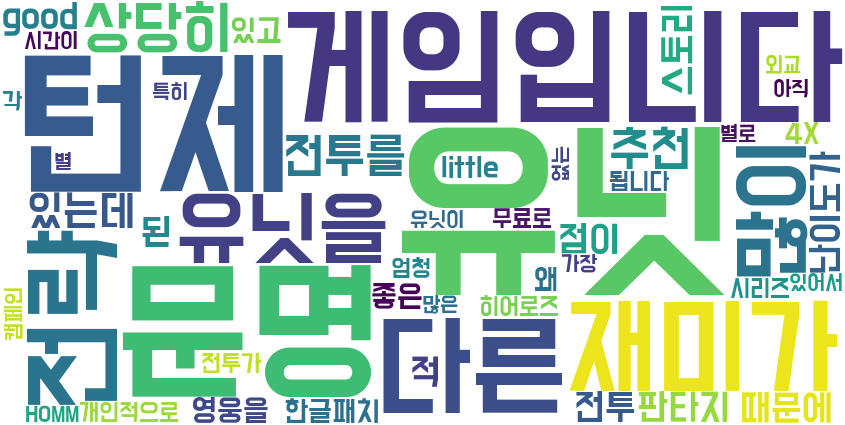 good
상당히
있고
시간이
게임입니다
스토리
외교
아직
각
특히
턴제
별
전투를
유닛
little
없는
추천
별로
4X
됩니다
많이
난이도가
있는데
된
유닛을
유닛이
무료로
점이
엄청
왜
가장
전략
문명
좋은
많은
히어로즈
시리즈
있어서
캠페인
전투가
다른
적
재미가
HOMM
개인적으로
영웅을
한글패치
전투
판타지
때문에